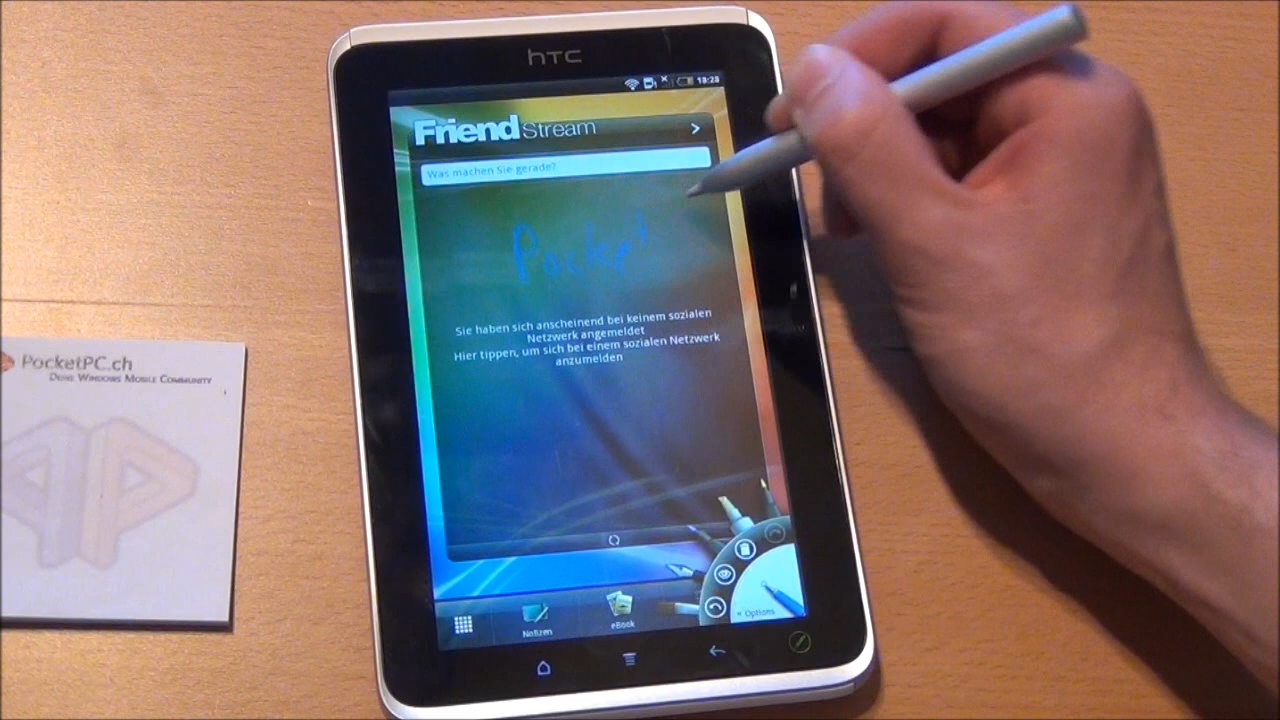 hTC
18:28
Friend Stream
Was machen Sie gerade?
Pocket
Sie haben sich anscheinend bei keinem sozialen
Netzwerk angemeldet
Hier tippen, um sich bei einem sozialen Netzwerk
anzumelden
Options
Notizen
eBook
PocketPC.ch
Deine Windows Mobile Community